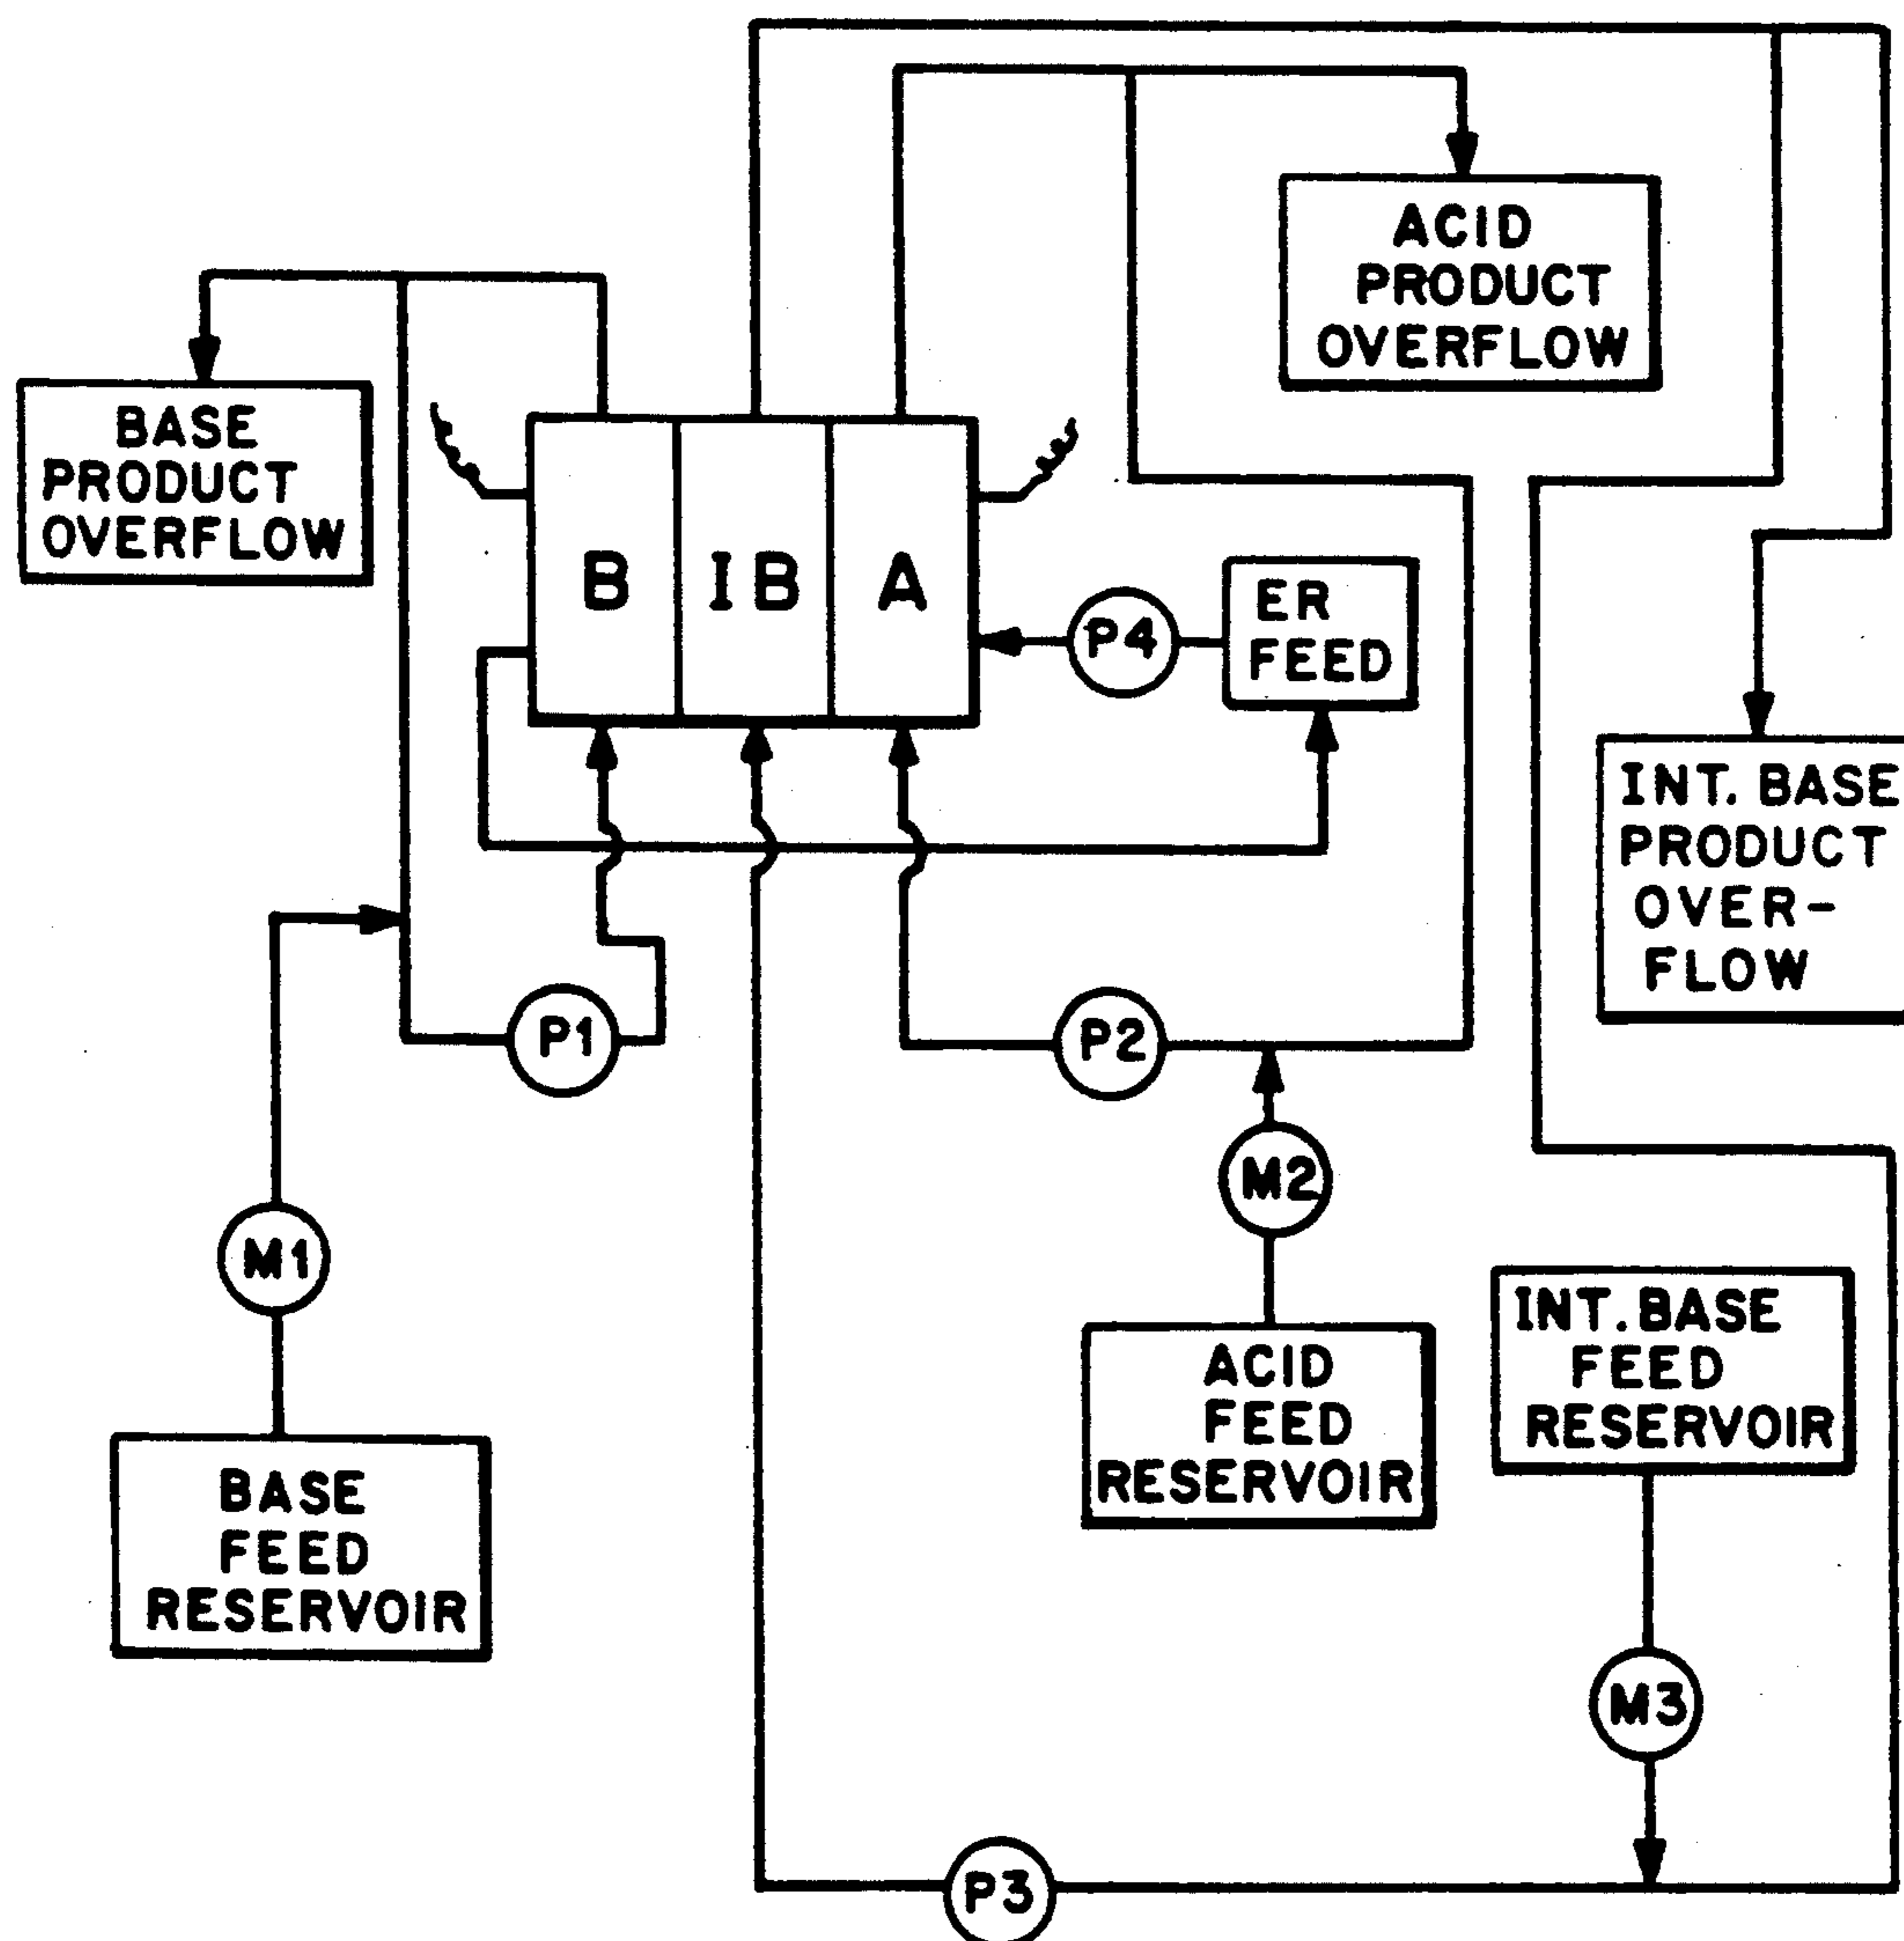 ACID
PRODUCT
OVERFLOW
BASE
PRODUCT
OVERFLOW
B
IB
A
P4
ER
FEED
INT. BASE
PRODUCT
OVER-
FLOW
P1
P2
M2
M1
INT. BASE
FEED
RESERVOIR
ACID
FEED
RESERVOIR
BASE
FEED
RESERVOIR
M3
P3